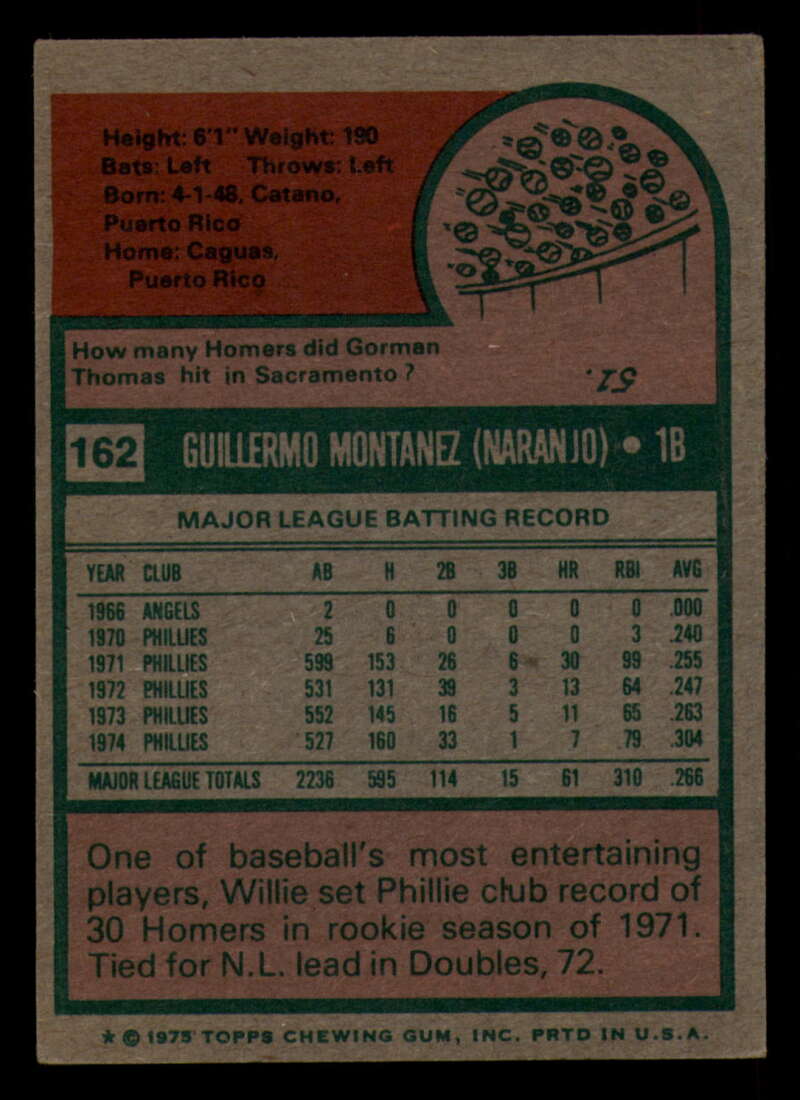 Height: 6'1" Weight: 190
Bats: Left Throws: Left
Born: 4-1-48, Catano,
Puerto Rico
Home: Caguas,
Puerto Rico
How many Homers did Gorman
Thomas hit in Sacramento?
51.
162 GUILLERMO MONTANEZ (NARANJO) • 1B
MAJOR LEAGUE BATTING RECORD
YEAR CLUB AB H 2B 3B HR RBI AVG
1966 ANGELS 2 0 0 0 0 0 .000
1970 PHILLIES 25 6 0 0 0 3 .240
1971 PHILLIES 599 153 26 6 30 99 .255
1972 PHILLIES 531 131 39 3 13 64 .247
1973 PHILLIES 552 145 16 5 11 65 .263
1974 PHILLIES 527 160 33 1 7 79 .304
MAJOR LEAGUE TOTALS 2236 595 114 15 61 310 .266
One of baseball's most entertaining
players, Willie set Phillie club record of
30 Homers in rookie season of 1971.
Tied for N.L. lead in Doubles, 72.
* © 1975 TOPPS CHEWING GUM, INC. PRTD IN U.S.A.